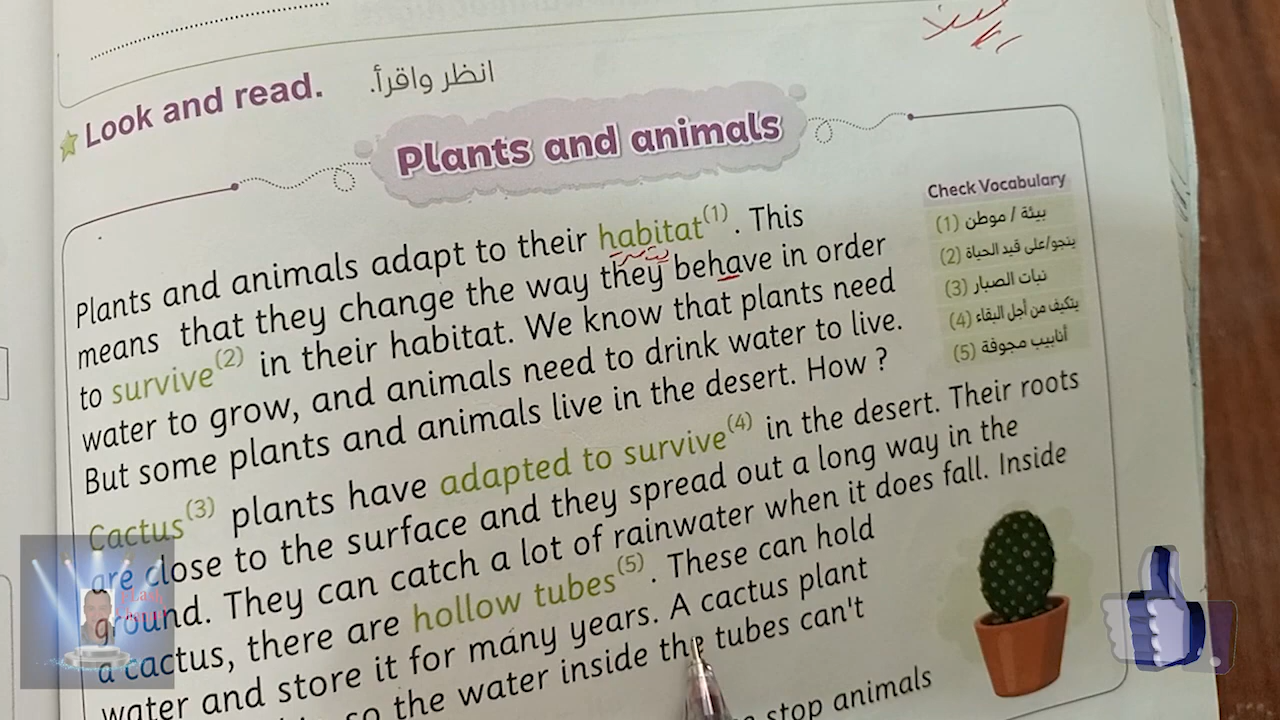 Look and read. انظر واقرأ.
Plants and animals
Plants and animals adapt to their habitat(1). This
means that they change the way they behave in order
to survive(2) in their habitat. We know that plants need
water to grow, and animals need to drink water to live.
But some plants and animals live in the desert. How ?
Cactus(3) plants have adapted to survive(4) in the desert. Their roots
are close to the surface and they spread out a long way in the
ground. They can catch a lot of rainwater when it does fall. Inside
a cactus, there are hollow tubes(5). These can hold
water and store it for many years. A cactus plant
so the water inside the tubes can't
stop animals
Check Vocabulary
(1) بيئة / موطن
(2) ينجو/على قيد الحياة
(3) نبات الصبار
(4) يتكيف من أجل البقاء
(5) أنابيب مجوفة